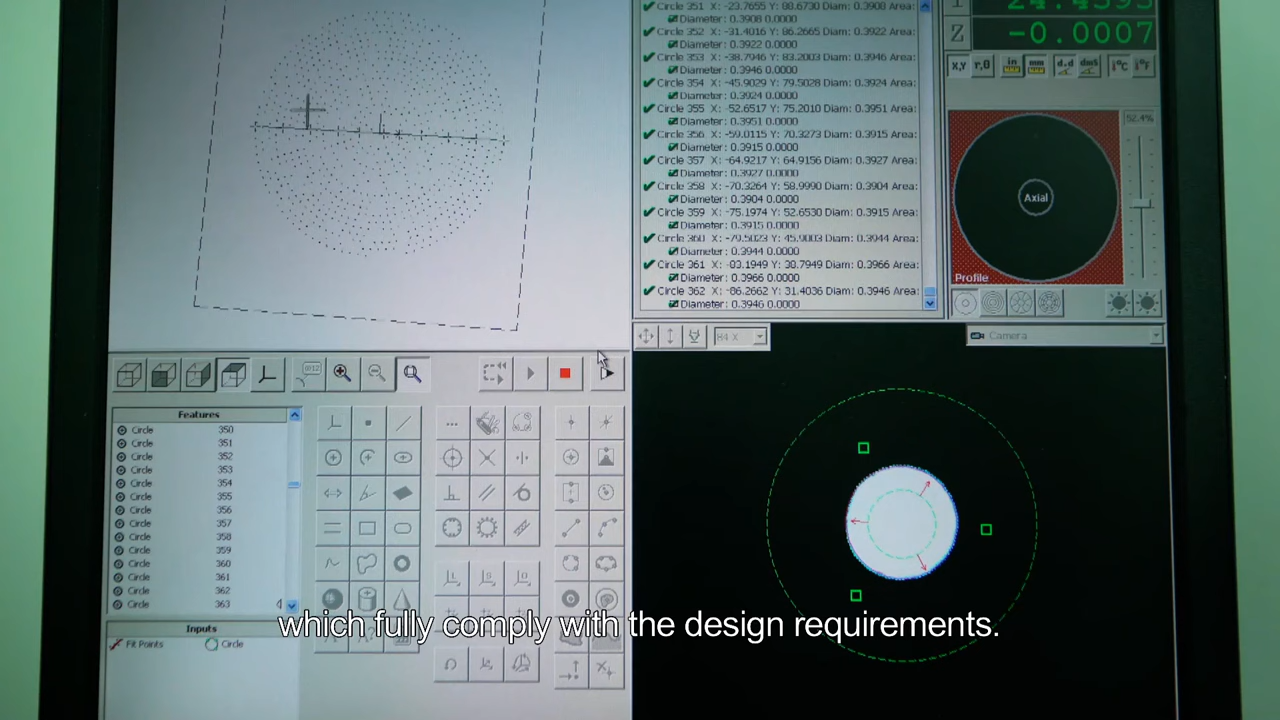 Circle 351 X: -23.7655 Y: 88.6730 Diam: 0.3908 Area:
Diameter: 0.3908 0.0000
Circle 352 X: -31.4016 Y: 86.2665 Diam: 0.3922 Area:
Diameter: 0.3922 0.0000
Circle 353 X: -38.7946 Y: 83.2003 Diam: 0.3946 Area:
Diameter: 0.3946 0.0000
Circle 354 X: -45.9029 Y: 79.5028 Diam: 0.3924 Area:
Diameter: 0.3924 0.0000
Circle 355 X: -52.6517 Y: 75.2010 Diam: 0.3951 Area:
Diameter: 0.3951 0.0000
Circle 356 X: -59.0115 Y: 70.3273 Diam: 0.3915 Area:
Diameter: 0.3915 0.0000
Circle 357 X: -64.9217 Y: 64.9156 Diam: 0.3927 Area:
Diameter: 0.3927 0.0000
Circle 358 X: -70.3264 Y: 58.9990 Diam: 0.3904 Area:
Diameter: 0.3904 0.0000
Circle 359 X: -75.1974 Y: 52.6530 Diam: 0.3915 Area:
Diameter: 0.3915 0.0000
Circle 360 X: -79.5023 Y: 45.9003 Diam: 0.3944 Area:
Diameter: 0.3944 0.0000
Circle 361 X: -83.1949 Y: 38.7949 Diam: 0.3966 Area:
Diameter: 0.3966 0.0000
Circle 362 X: -86.2662 Y: 31.4036 Diam: 0.3946 Area:
Diameter: 0.3946 0.0000
Z -0.0007
x,y r,θ in mm d.d dms °C °F
52.4%
Axial
Profile
84 X
Camera
Features
Circle 350
Circle 351
Circle 352
Circle 353
Circle 354
Circle 355
Circle 356
Circle 357
Circle 358
Circle 359
Circle 360
Circle 361
Circle 362
Circle 363
Inputs
Fit Points Circle
which fully comply with the design requirements.